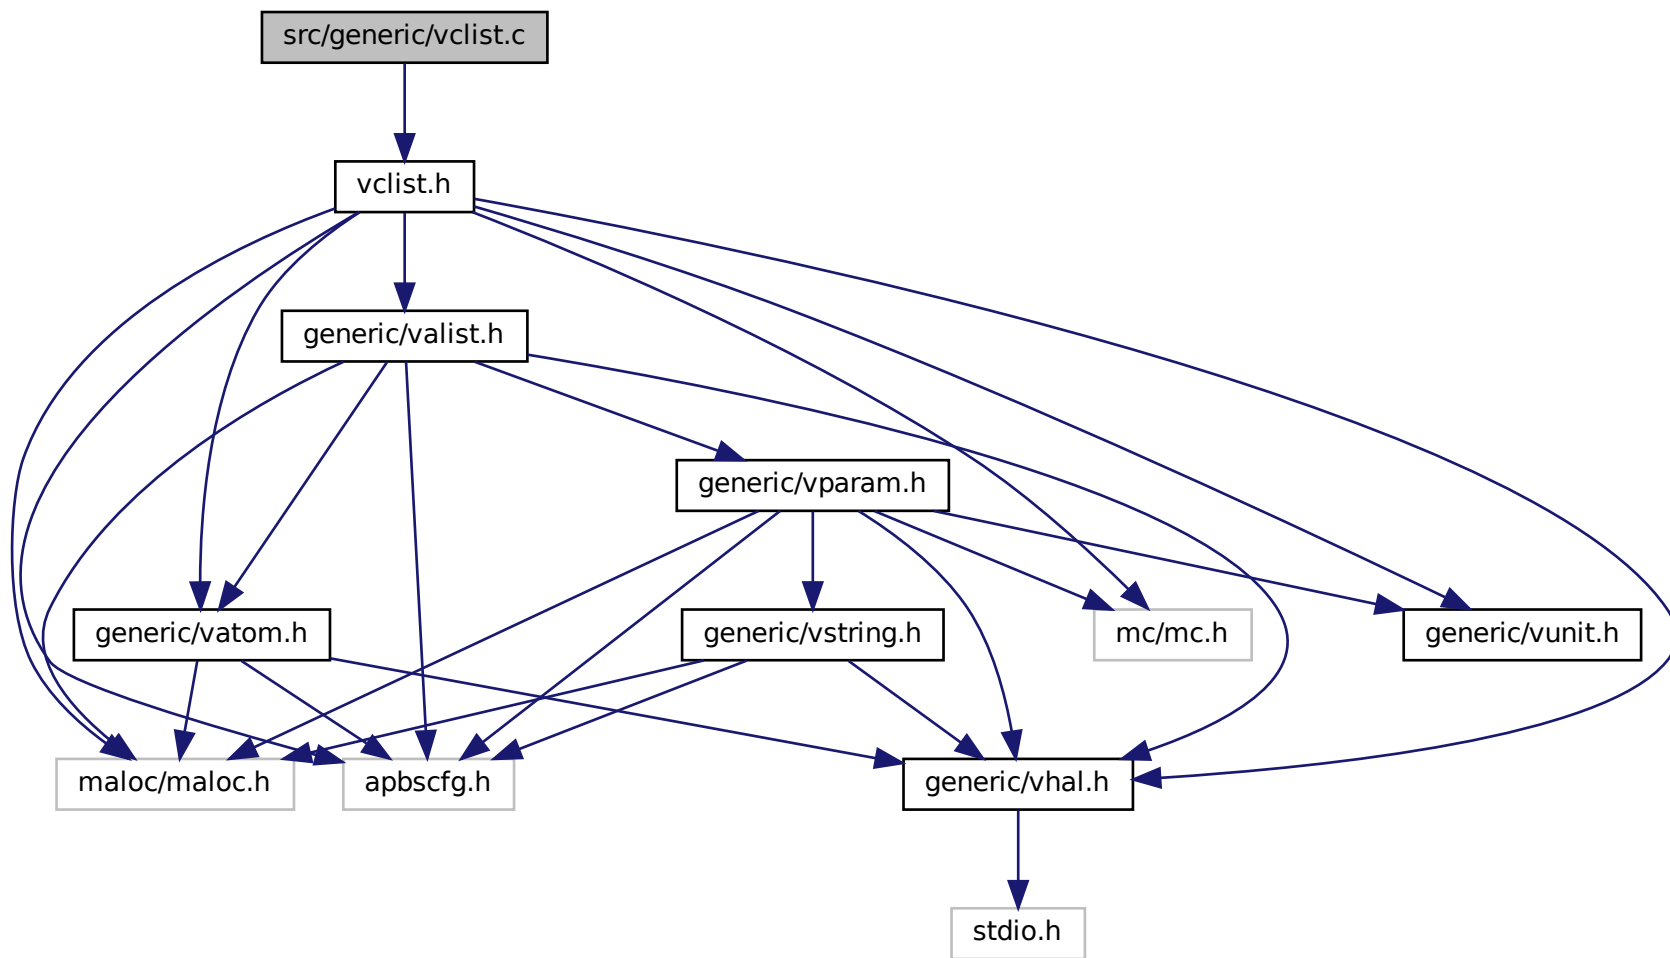 src/generic/vclist.c
vclist.h
generic/valist.h
generic/vparam.h
generic/vatom.h
generic/vstring.h
mc/mc.h
generic/vunit.h
maloc/maloc.h
apbscfg.h
generic/vhal.h
stdio.h